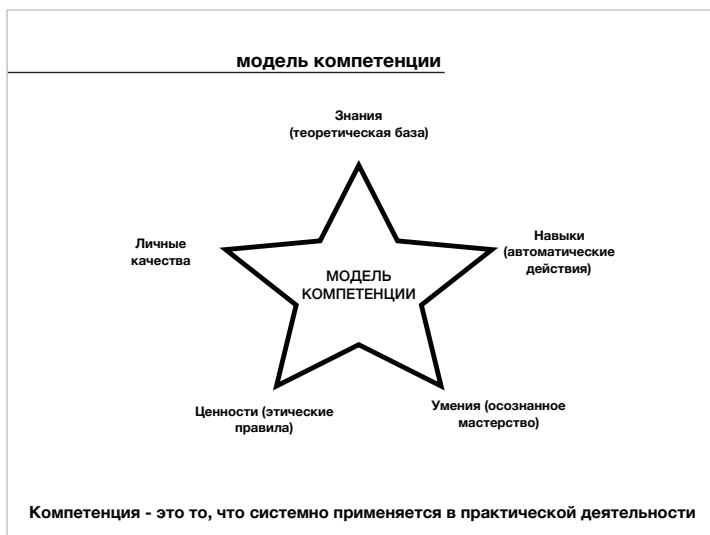 модель компетенции
Знания
(теоретическая база)
Личные
качества
Навыки
(автоматические
действия)
МОДЕЛЬ
КОМПЕТЕНЦИИ
Ценности (этические
правила)
Умения (осознанное
мастерство)
Компетенция - это то, что системно применяется в практической деятельности